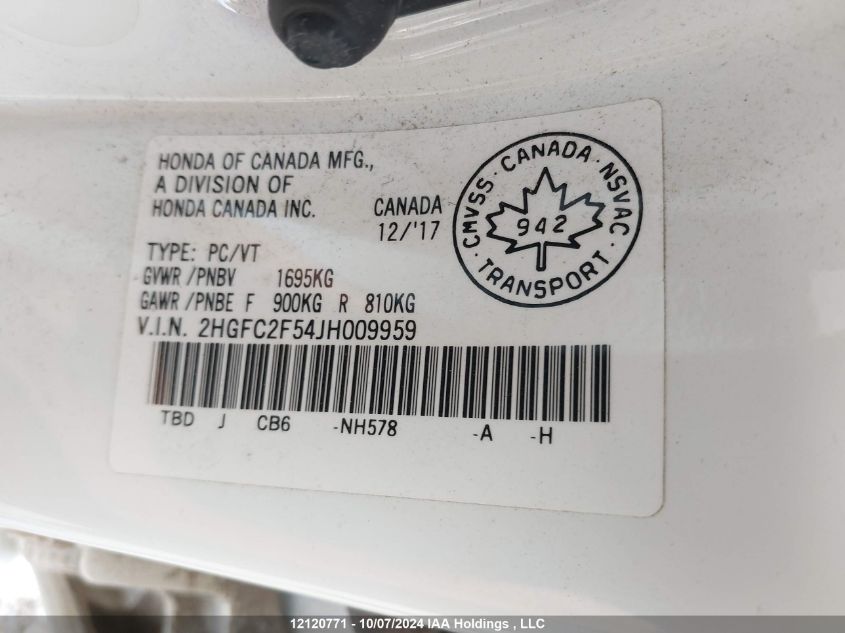 HONDA OF CANADA MFG.,
A DIVISION OF
HONDA CANADA INC.
CANADA
12/'17
CMVSS · CANADA · NSVAC · TRANSPORT ·
942
TYPE: PC/VT
GVWR /PNBV 1695KG
GAWR /PNBE F 900KG R 810KG
V.I.N. 2HGFC2F54JH009959
TBD J CB6 -NH578 -A -H
12120771 - 10/07/2024 IAA Holdings , LLC